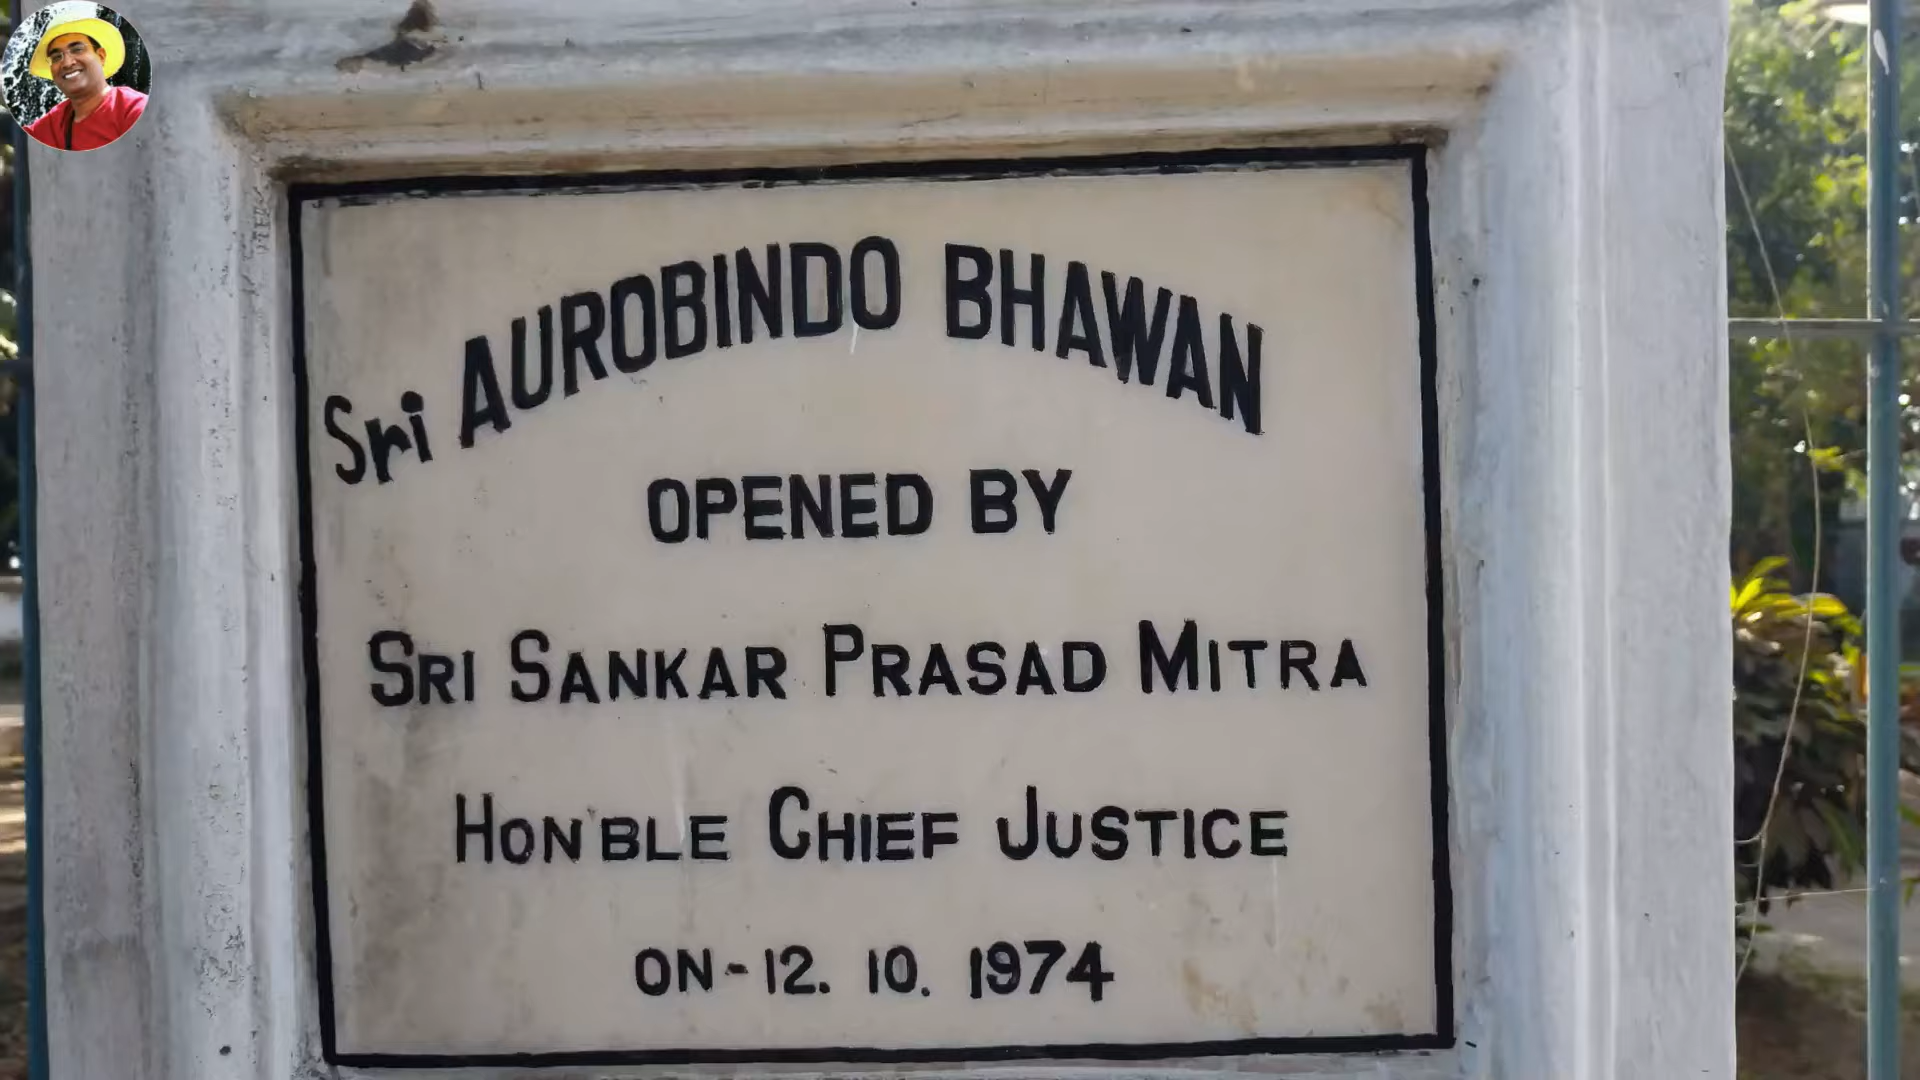 Sri AUROBINDO BHAWAN
OPENED BY
SRI SANKAR PRASAD MITRA
HON'BLE CHIEF JUSTICE
ON-12. 10. 1974